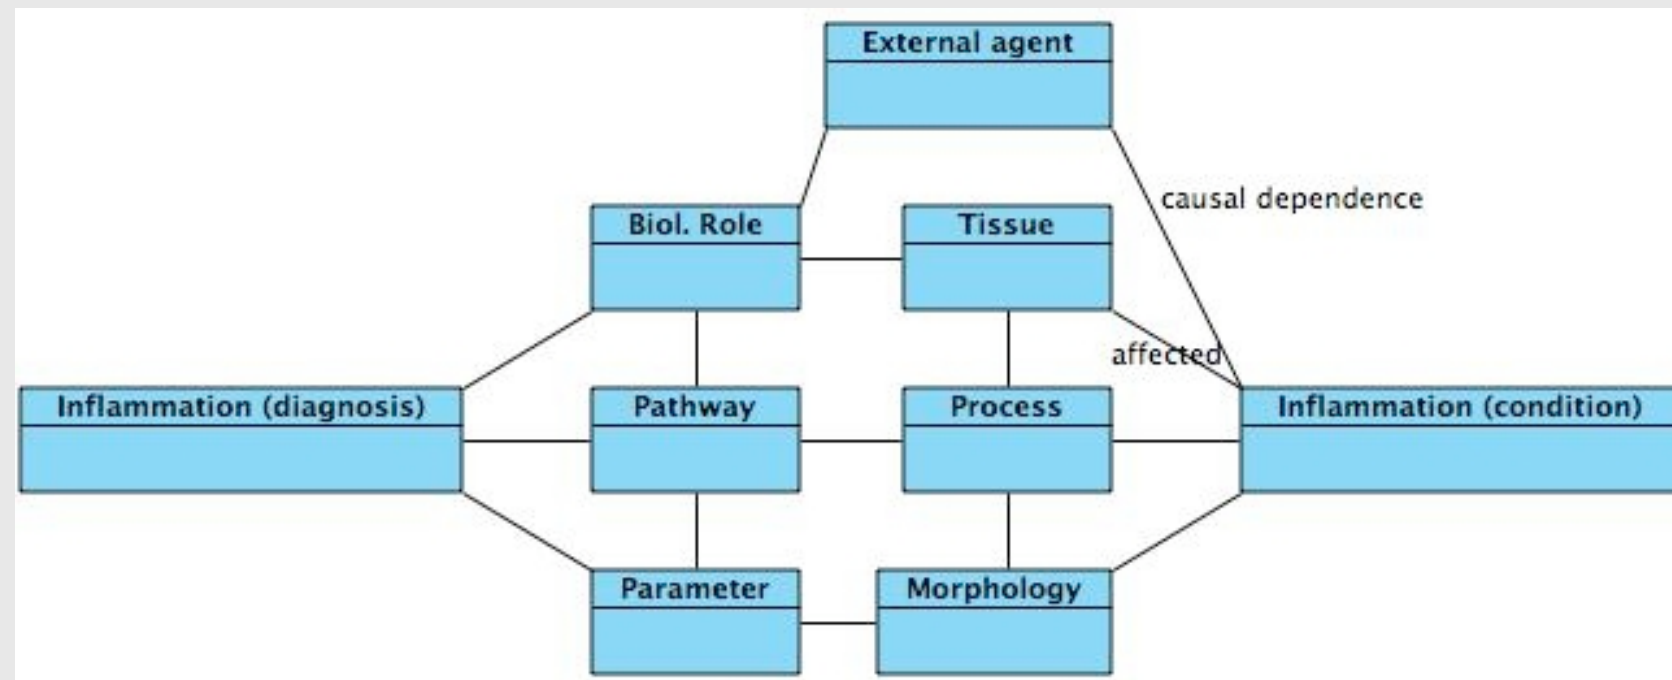 External agent
causal dependence
Biol. Role
Tissue
affected
Inflammation (diagnosis)
Pathway
Process
Inflammation (condition)
Parameter
Morphology